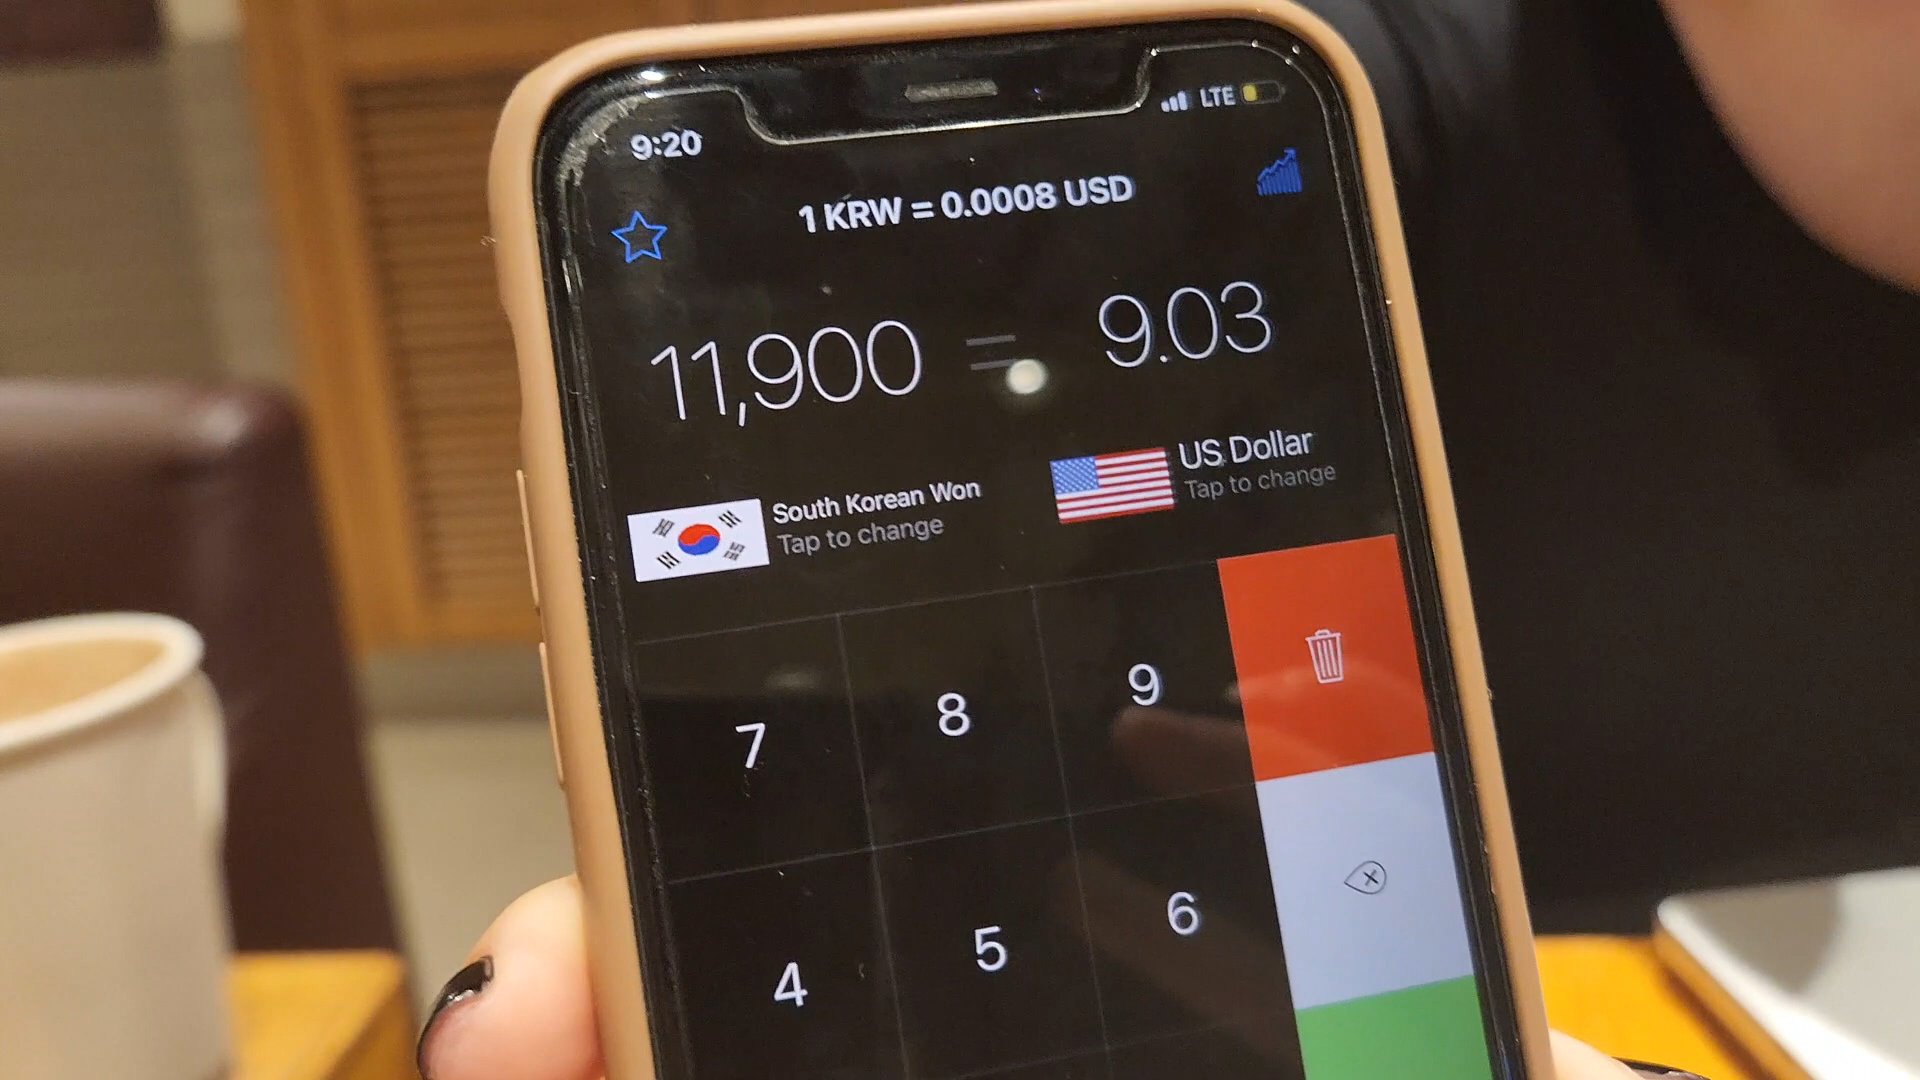 9:20 LTE
1 KRW = 0.0008 USD
11,900 = 9.03
South Korean Won
Tap to change
US Dollar
Tap to change
7 8 9
4 5 6